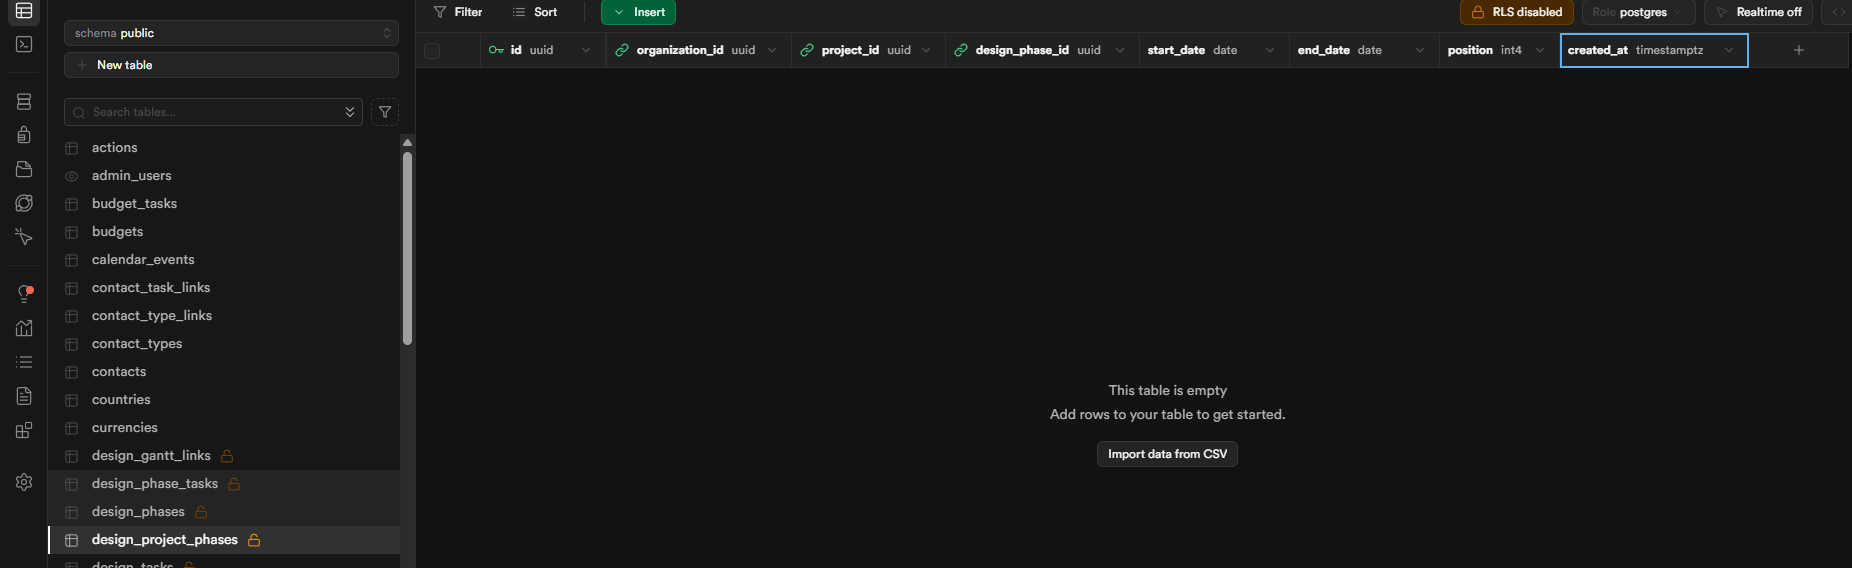 schema public
New table
Search tables...
actions
admin_users
budget_tasks
budgets
calendar_events
contact_task_links
contact_type_links
contact_types
contacts
countries
currencies
design_gantt_links
design_phase_tasks
design_phases
design_project_phases
design_tasks
Filter
Sort
Insert
RLS disabled
Role postgres
Realtime off
id uuid
organization_id uuid
project_id uuid
design_phase_id uuid
start_date date
end_date date
position int4
created_at timestamptz
This table is empty
Add rows to your table to get started.
Import data from CSV